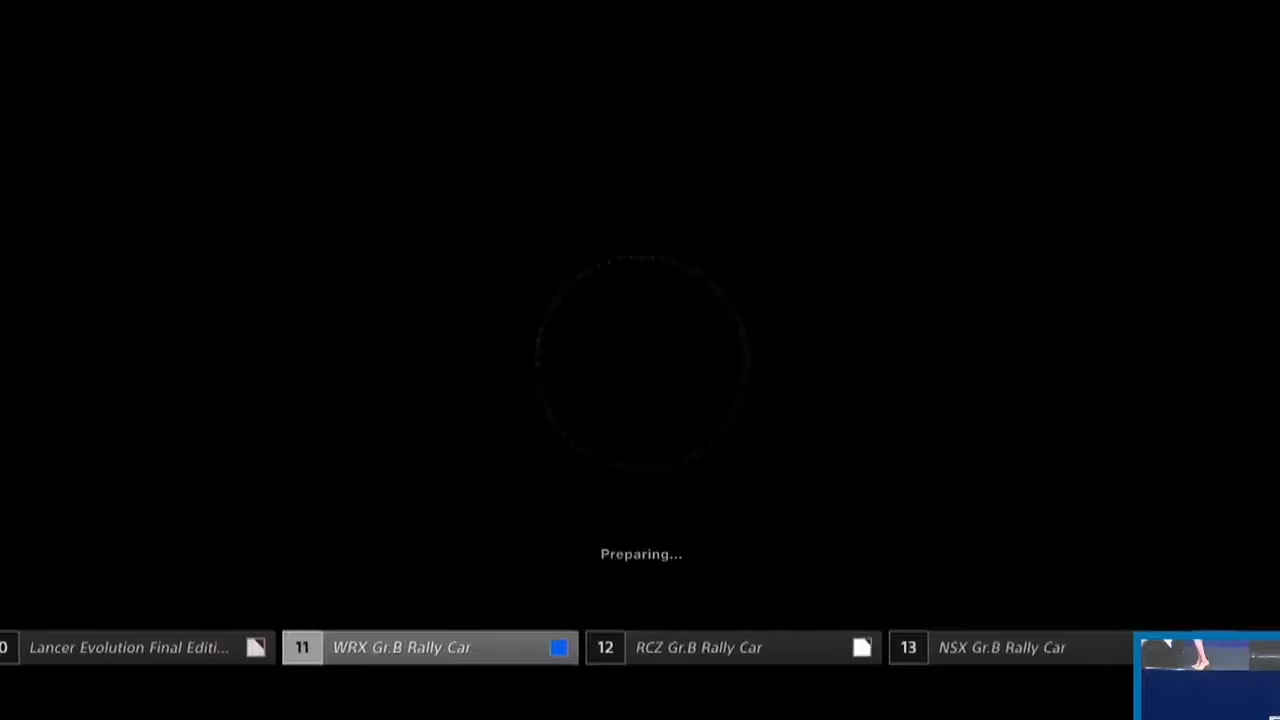 Preparing...
0 Lancer Evolution Final Editi... 11 WRX Gr.B Rally Car 12 RCZ Gr.B Rally Car 13 NSX Gr.B Rally Car